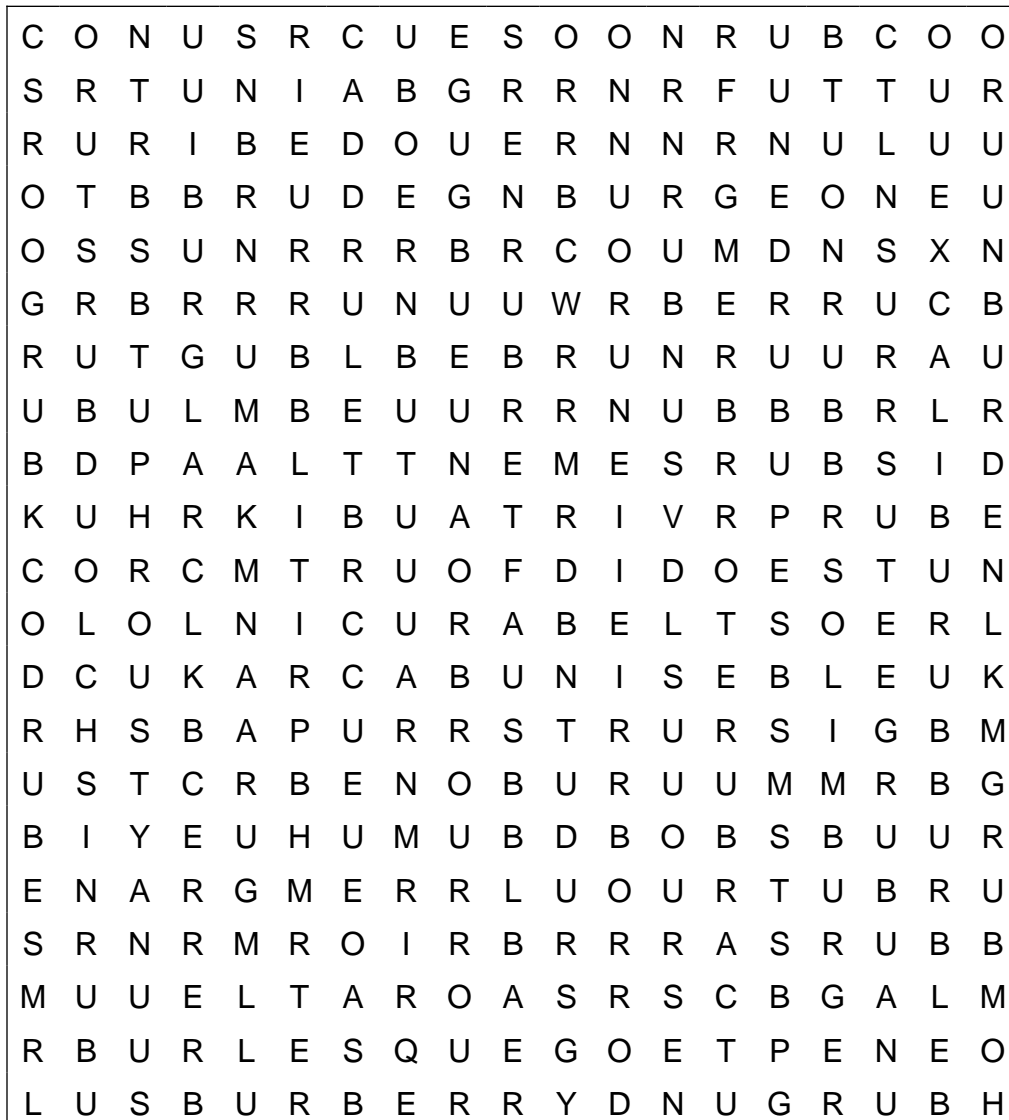 C O N U S R C U E S O O N R U B C O O
S R T U N I A B G R R N R F U T T U R
R U R I B E D O U E R N N R N U L U U
O T B B R U D E G N B U R G E O N E U
O S S U N R R R B R C O U M D N S X N
G R B R R R U N U U W R B E R R U C B
R U T G U B L B E B R U N R U U R A U
U B U L M B E U U R R N U B B B R L R
B D P A A L T T N E M E S R U B S I D
K U H R K I B U A T R I V R P R U B E
C O R C M T R U O F D I D O E S T U N
O L O L N I C U R A B E L T S O E R L
D C U K A R C A B U N I S E B L E U K
R H S B A P U R R S T R U R S I G B M
U S T C R B E N O B U R U U M M R B G
B I Y E U H U M U B D B O B S B U U R
E N A R G M E R R L U O U R T U B R U
S R N R M R O I R B R R R A S R U B B
M U U E L T A R O A S R S C B G A L M
R B U R L E S Q U E G O E T P E N E O
L U S B U R B E R R Y D N U G R U B H